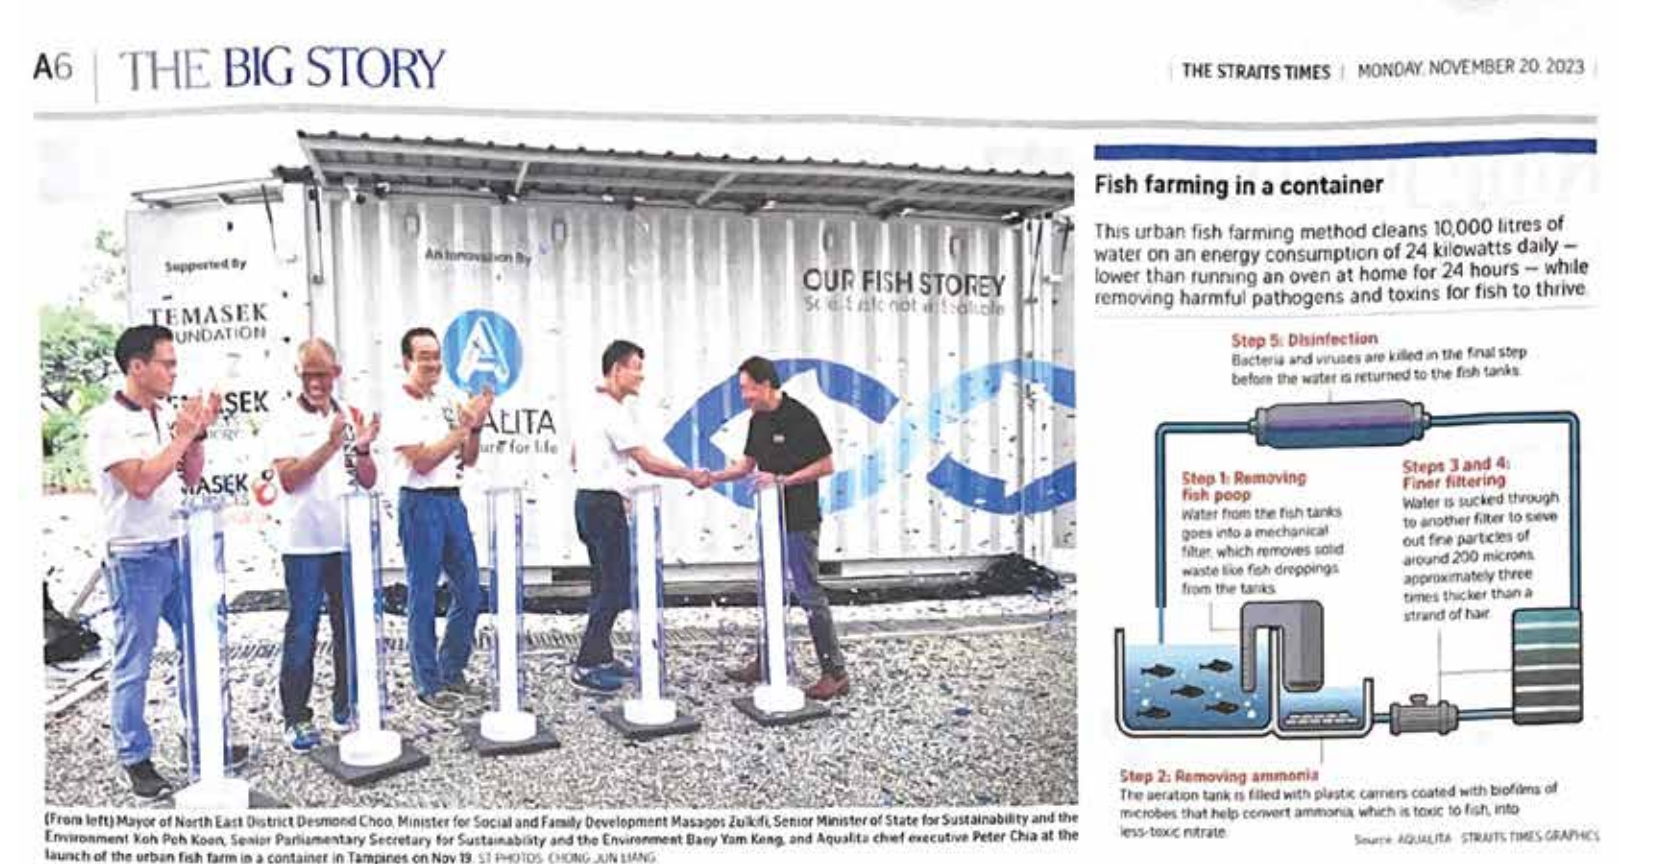 A6 | THE BIG STORY
THE STRAITS TIMES | MONDAY, NOVEMBER 20, 2023
Supported By
TEMASEK
FOUNDATION
ASEK
MASEK
An Innovation By
ALITA
ure for life
OUR FISH STOREY
not
(From left) Mayor of North East District Desmond Choo, Minister for Social and Family Development Masagos Zulkifli, Senior Minister of State for Sustainability and the
Environment Koh Poh Koon, Senior Parliamentary Secretary for Sustainability and the Environment Baey Yam Keng, and Aqualita chief executive Peter Chia at the
launch of the urban fish farm in a container in Tampines on Nov 19. ST PHOTOS: CHONG JUN LIANG
Fish farming in a container
This urban fish farming method cleans 10,000 litres of
water on an energy consumption of 24 kilowatts daily –
lower than running an oven at home for 24 hours – while
removing harmful pathogens and toxins for fish to thrive.
Step 5: Disinfection
Bacteria and viruses are killed in the final step
before the water is returned to the fish tanks.
Step 1: Removing
fish poop
Water from the fish tanks
goes into a mechanical
filter, which removes solid
waste like fish droppings
from the tanks.
Steps 3 and 4:
Finer filtering
Water is sucked through
to another filter to sieve
out fine particles of
around 200 microns,
approximately three
times thicker than a
strand of hair.
Step 2: Removing ammonia
The aeration tank is filled with plastic carriers coated with biofilms of
microbes that help convert ammonia, which is toxic to fish, into
less-toxic nitrate.
Source: AQUALITA STRAITS TIMES GRAPHICS